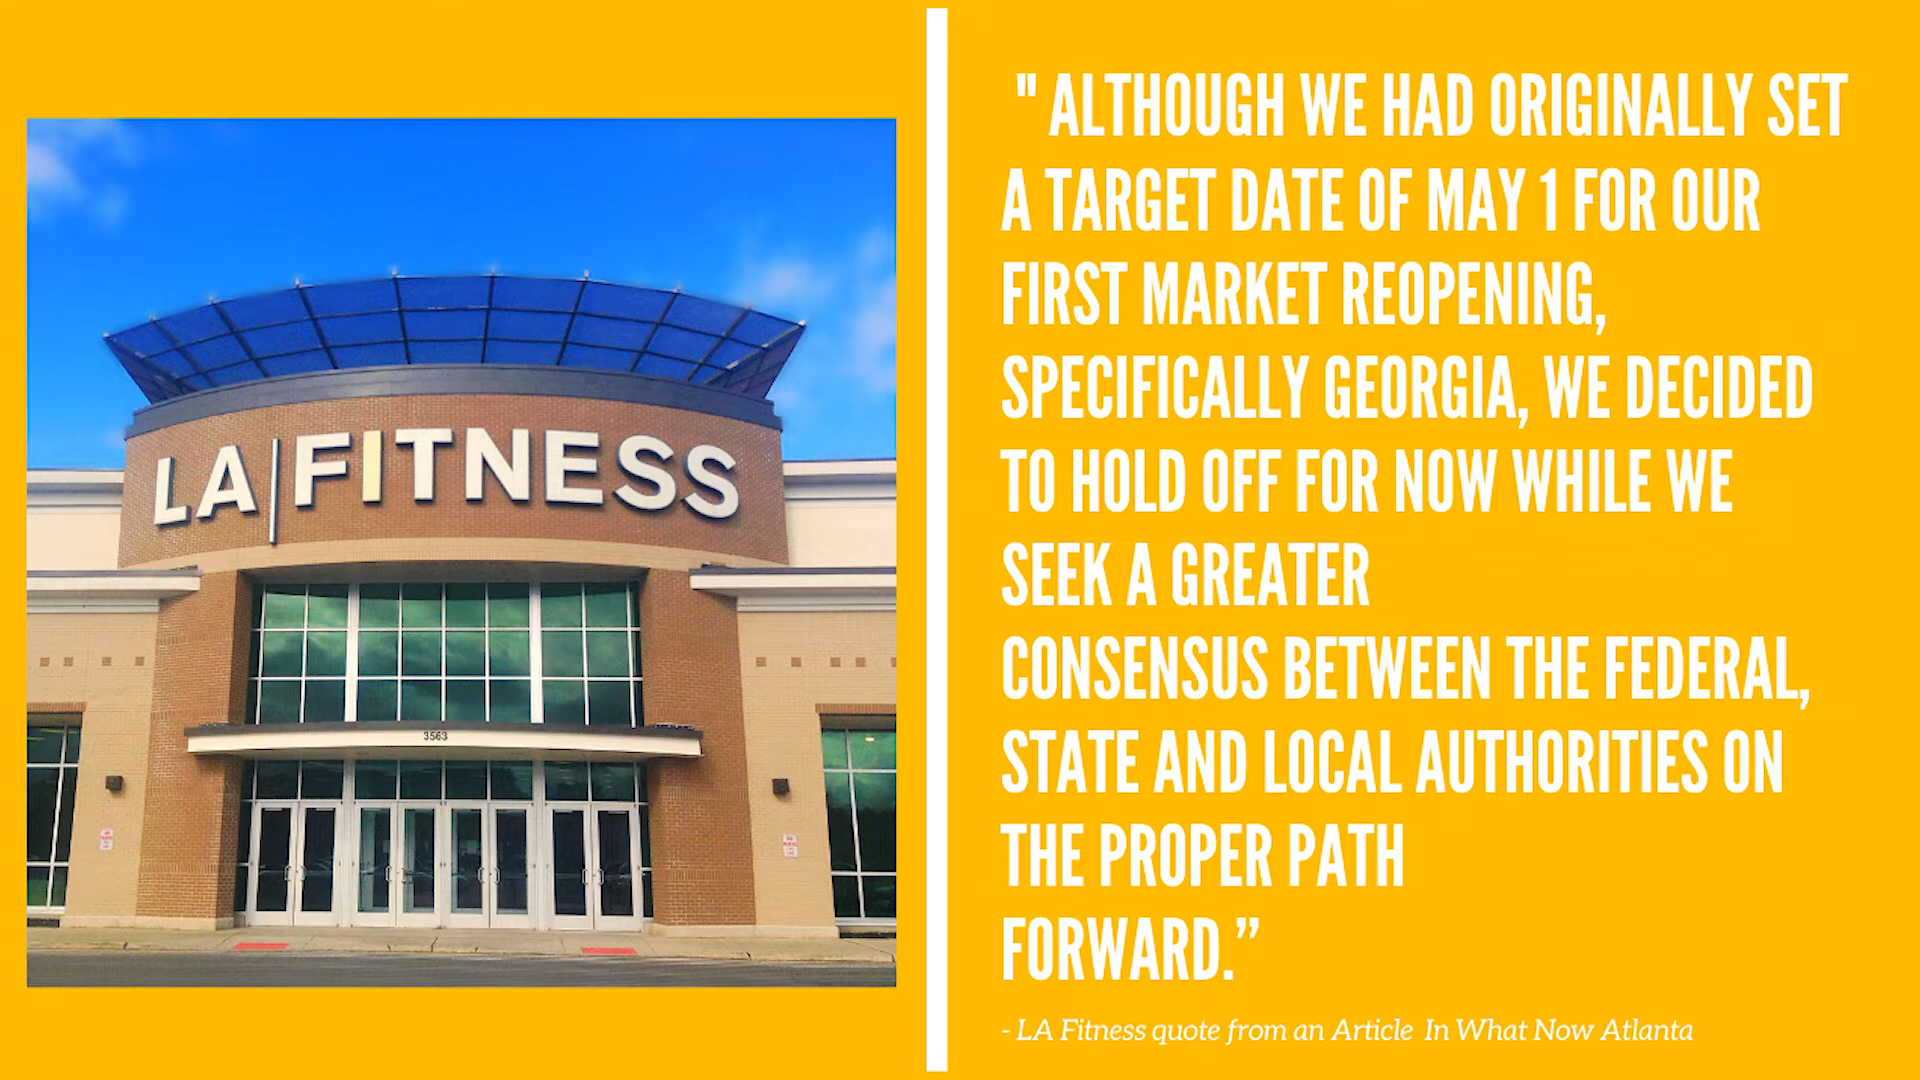 LA|FITNESS
3563
" ALTHOUGH WE HAD ORIGINALLY SET
A TARGET DATE OF MAY 1 FOR OUR
FIRST MARKET REOPENING,
SPECIFICALLY GEORGIA, WE DECIDED
TO HOLD OFF FOR NOW WHILE WE
SEEK A GREATER
CONSENSUS BETWEEN THE FEDERAL,
STATE AND LOCAL AUTHORITIES ON
THE PROPER PATH
FORWARD.”
- LA Fitness quote from an Article In What Now Atlanta